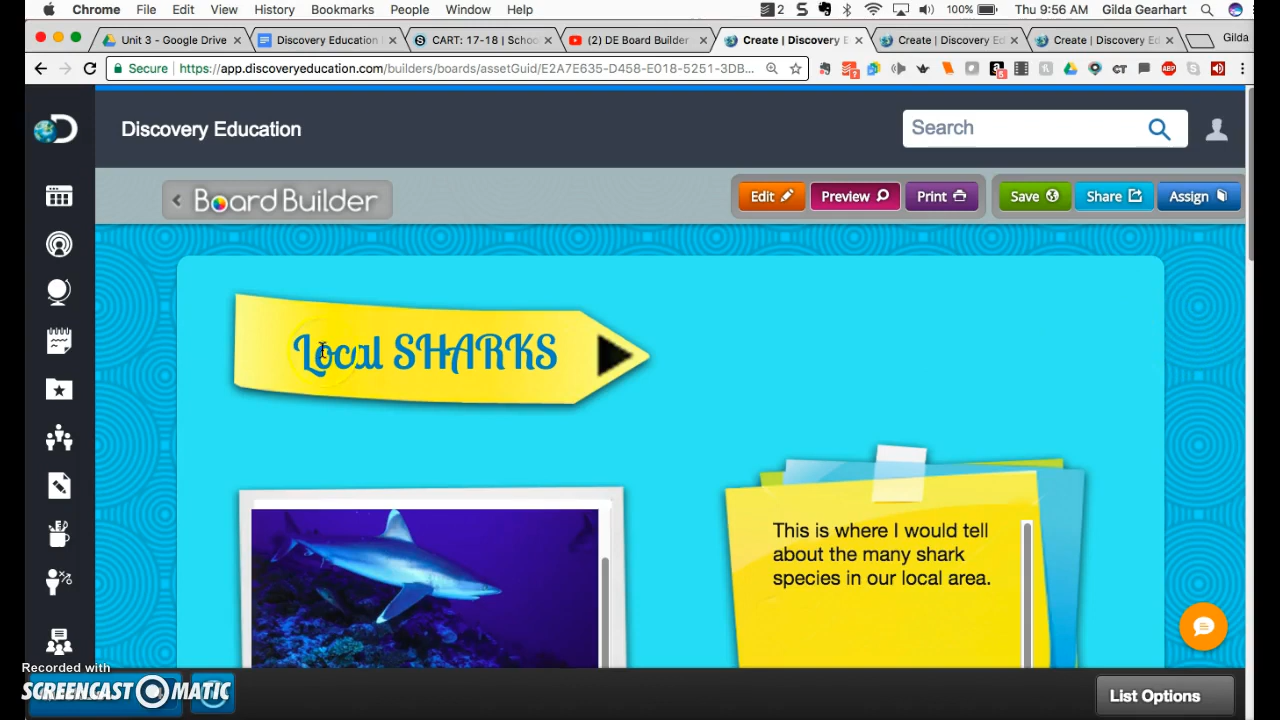 Chrome File Edit View History Bookmarks People Window Help 2 100% Thu 9:56 AM Gilda Gearhart
Unit 3 - Google Drive × Discovery Education × CART: 17-18 | Schoo × (2) DE Board Builder × Create | Discovery E × Create | Discovery Ed × Create | Discovery Ed × Gilda
Secure | https://app.discoveryeducation.com/builders/boards/assetGuid/E2A7E635-D458-E018-5251-3DB...
Discovery Education
Search
BoardBuilder
Edit Preview Print Save Share Assign
Local SHARKS
This is where I would tell
about the many shark
species in our local area.
Recorded with
SCREENCAST MATIC
List Options